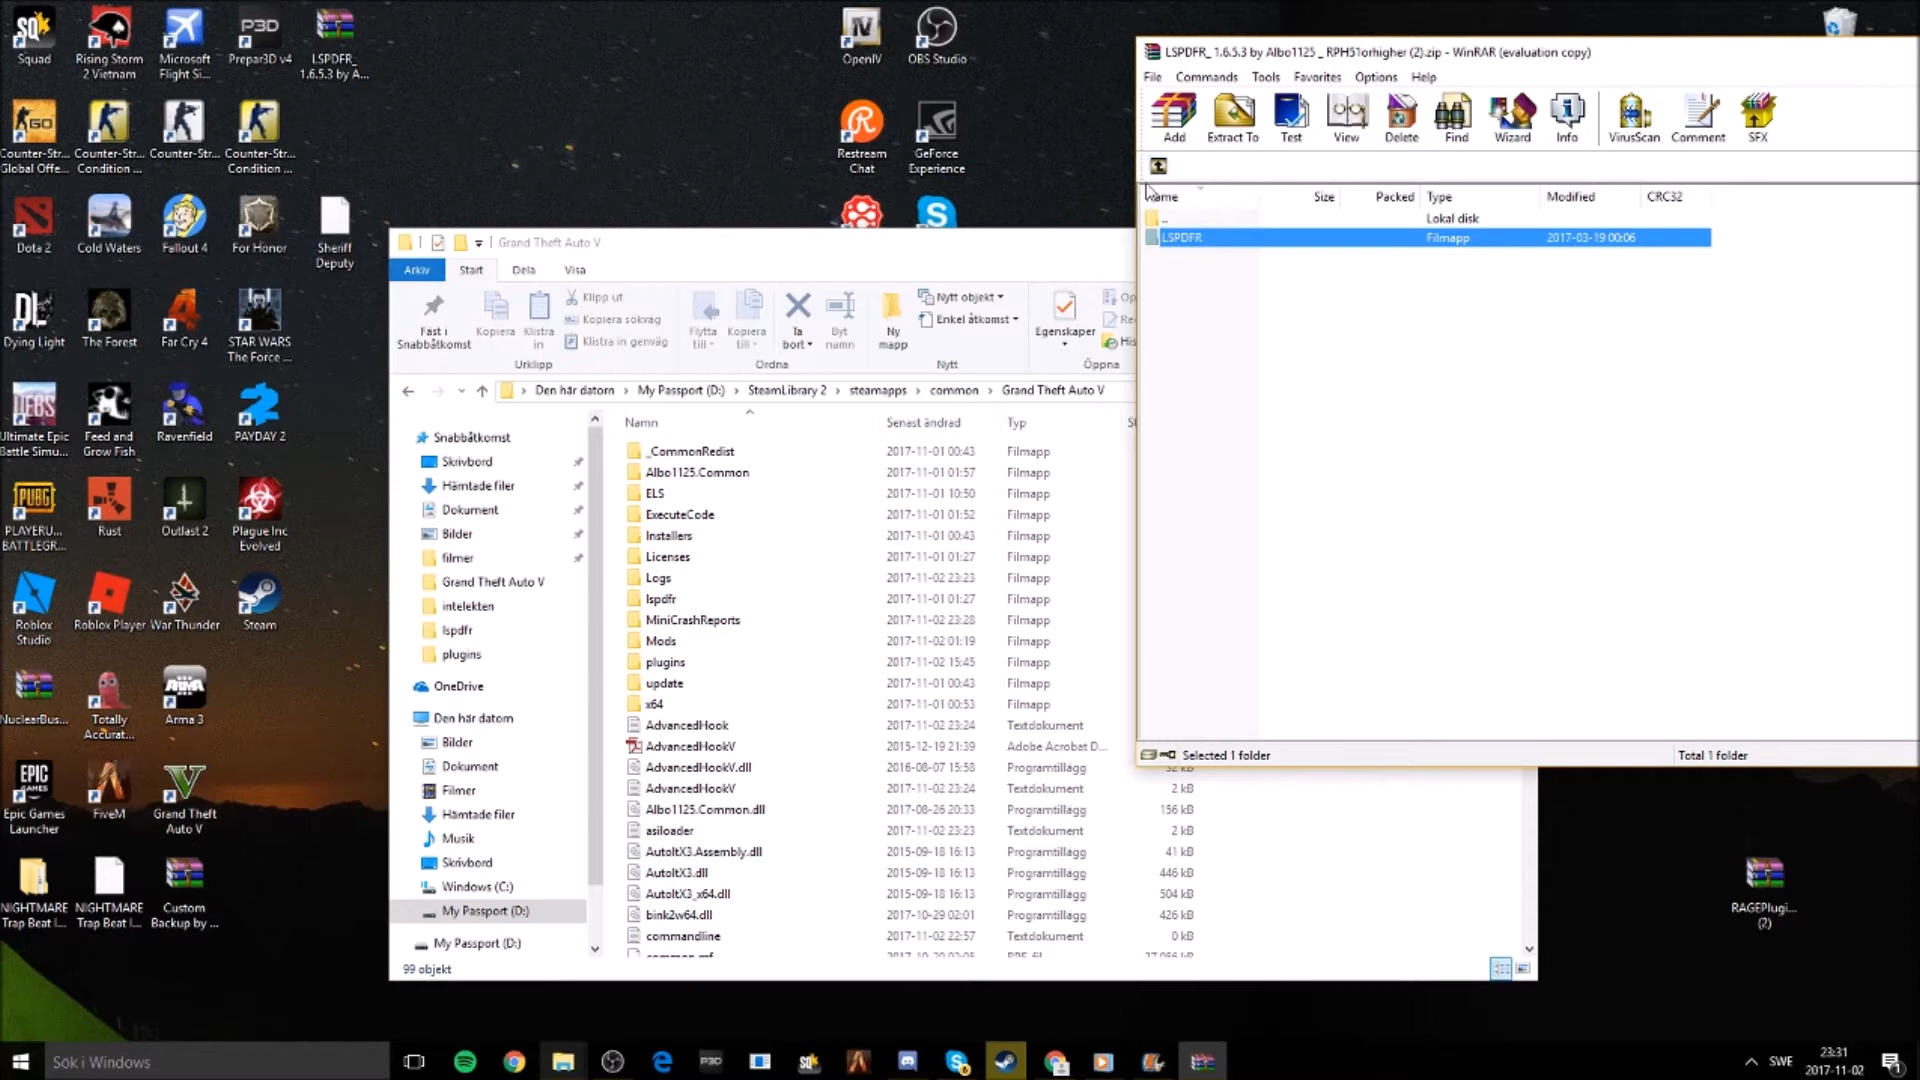 Squad
Rising Storm
2 Vietnam
Microsoft
Flight Si...
Prepar3D v4
LSPDFR_
1.6.5.3 by A...
Counter-Str...
Global Offe...
Counter-Str...
Condition ...
Counter-Str...
Condition ...
Counter-Str...
Condition ...
Dota 2
Cold Waters
Fallout 4
For Honor
Sheriff
Deputy
Dying Light
The Forest
Far Cry 4
STAR WARS
The Force ...
Ultimate Epic
Battle Simu...
Feed and
Grow Fish
Ravenfield
PAYDAY 2
PLAYERU...
BATTLEGR...
Rust
Outlast 2
Plague Inc
Evolved
Roblox
Studio
Roblox Player
War Thunder
Steam
NuclearBus...
Totally
Accurat...
Arma 3
Epic Games
Launcher
FiveM
Grand Theft
Auto V
NIGHTMARE
Trap Beat I...
NIGHTMARE
Trap Beat I...
Custom
Backup by ...
OpenIV
OBS Studio
Restream
Chat
GeForce
Experience
Grand Theft Auto V
Arkiv
Start
Dela
Visa
Fäst i
Snabbåtkomst
Kopiera
Klistra
in
Klipp ut
Kopiera sökväg
Klistra in genväg
Urklipp
Flytta
till
Kopiera
till
Ta
bort
Byt
namn
Ordna
Ny
mapp
Nytt objekt
Enkel åtkomst
Nytt
Egenskaper
Öppna
Den här datorn
My Passport (D:)
SteamLibrary 2
steamapps
common
Grand Theft Auto V
Snabbåtkomst
Skrivbord
Hämtade filer
Dokument
Bilder
filmer
Grand Theft Auto V
intelekten
lspdfr
plugins
OneDrive
Den här datorn
Bilder
Dokument
Filmer
Hämtade filer
Musik
Skrivbord
Windows (C:)
My Passport (D:)
My Passport (D:)
Namn Senast ändrad Typ
_CommonRedist 2017-11-01 00:43 Filmapp
Albo1125.Common 2017-11-01 01:57 Filmapp
ELS 2017-11-01 10:50 Filmapp
ExecuteCode 2017-11-01 01:52 Filmapp
Installers 2017-11-01 00:43 Filmapp
Licenses 2017-11-01 01:27 Filmapp
Logs 2017-11-02 23:23 Filmapp
lspdfr 2017-11-01 01:27 Filmapp
MiniCrashReports 2017-11-02 23:28 Filmapp
Mods 2017-11-02 01:19 Filmapp
plugins 2017-11-02 15:45 Filmapp
update 2017-11-01 00:43 Filmapp
x64 2017-11-01 00:53 Filmapp
AdvancedHook 2017-11-02 23:24 Textdokument
AdvancedHookV 2015-12-19 21:39 Adobe Acrobat D...
AdvancedHookV.dll 2016-08-07 15:58 Programtillägg
AdvancedHookV 2017-11-02 23:24 Textdokument 2 kB
Albo1125.Common.dll 2017-08-26 20:33 Programtillägg 156 kB
asiloader 2017-11-02 23:23 Textdokument 2 kB
AutoItX3.Assembly.dll 2015-09-18 16:13 Programtillägg 41 kB
AutoItX3.dll 2015-09-18 16:13 Programtillägg 446 kB
AutoItX3_x64.dll 2015-09-18 16:13 Programtillägg 504 kB
bink2w64.dll 2017-10-29 02:01 Programtillägg 426 kB
commandline 2017-11-02 22:57 Textdokument 0 kB
99 objekt
LSPDFR_ 1.6.5.3 by Albo1125 _ RPH51orhigher (2).zip - WinRAR (evaluation copy)
File Commands Tools Favorites Options Help
Add Extract To Test View Delete Find Wizard Info VirusScan Comment SFX
Name Size Packed Type Modified CRC32
.. Lokal disk
LSPDFR Filmapp 2017-03-19 00:06
Selected 1 folder
Total 1 folder
RAGEPlugi...
(2)
Sök i Windows
P3D
SWE
23:31
2017-11-02